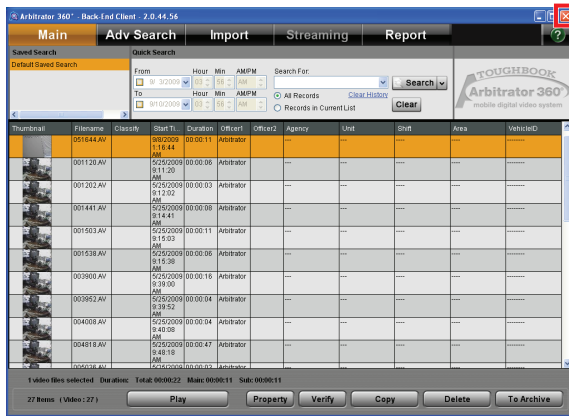 Arbitrator 360° - Back-End Client - 2.0.44.56
Main Adv Search Import Streaming Report ?
Saved Search Quick Search
Default Saved Search
From Hour Min AM/PM Search For:
9/ 3/2009 03 56 AM Search
To Hour Min AM/PM All Records Clear History
9/10/2009 03 56 AM Records in Current List Clear
TOUGHBOOK
Arbitrator 360°
mobile digital video system
Thumbnail Filename Classify Start Ti... Duration Officer1 Officer2 Agency Unit Shift Area VehicleID
051644.AV 9/8/2009 00:00:11 Arbitrator --- --- ---- ---- --------
1:16:44
AM
001120.AV 5/25/2009 00:00:06 Arbitrator --- --- ---- ---- --------
9:11:20
AM
001202.AV 5/25/2009 00:00:03 Arbitrator --- --- ---- ---- --------
9:12:02
AM
001441.AV 5/25/2009 00:00:08 Arbitrator --- --- ---- ---- --------
9:14:41
AM
001503.AV 5/25/2009 00:00:11 Arbitrator --- --- ---- ---- --------
9:15:03
AM
001538.AV 5/25/2009 00:00:06 Arbitrator --- --- ---- ---- --------
9:15:38
AM
003900.AV 5/25/2009 00:00:16 Arbitrator --- --- ---- ---- --------
9:39:00
AM
003952.AV 5/25/2009 00:00:04 Arbitrator --- --- ---- ---- --------
9:39:52
AM
004008.AV 5/25/2009 00:00:04 Arbitrator --- --- ---- ---- --------
9:40:08
AM
004818.AV 5/25/2009 00:00:47 Arbitrator --- --- ---- ---- --------
9:48:18
AM
1 video files selected Duration: Total: 00:00:22 Main: 00:00:11 Sub: 00:00:11
27 Items ( Video : 27 ) Play Property Verify Copy Delete To Archive